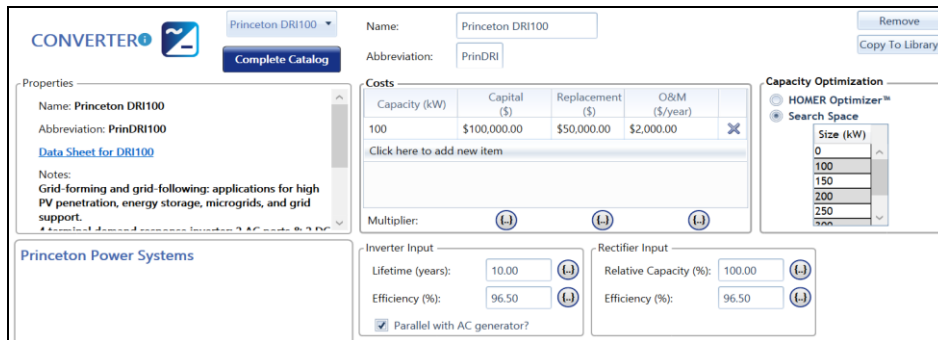 CONVERTER
Princeton DRI100
Complete Catalog
Name: Princeton DRI100
Abbreviation: PrinDRI
Remove
Copy To Library
Properties
Name: Princeton DRI100
Abbreviation: PrinDRI100
Data Sheet for DRI100
Notes:
Grid-forming and grid-following: applications for high
PV penetration, energy storage, microgrids, and grid
support.
Princeton Power Systems
Costs
Capacity (kW) Capital ($) Replacement ($) O&M ($/year)
100 $100,000.00 $50,000.00 $2,000.00
Click here to add new item
Multiplier: (..) (..) (..)
Capacity Optimization
HOMER Optimizer™
Search Space
Size (kW)
0
100
150
200
250
300
Inverter Input
Lifetime (years): 10.00 (..)
Efficiency (%): 96.50 (..)
Parallel with AC generator?
Rectifier Input
Relative Capacity (%): 100.00 (..)
Efficiency (%): 96.50 (..)